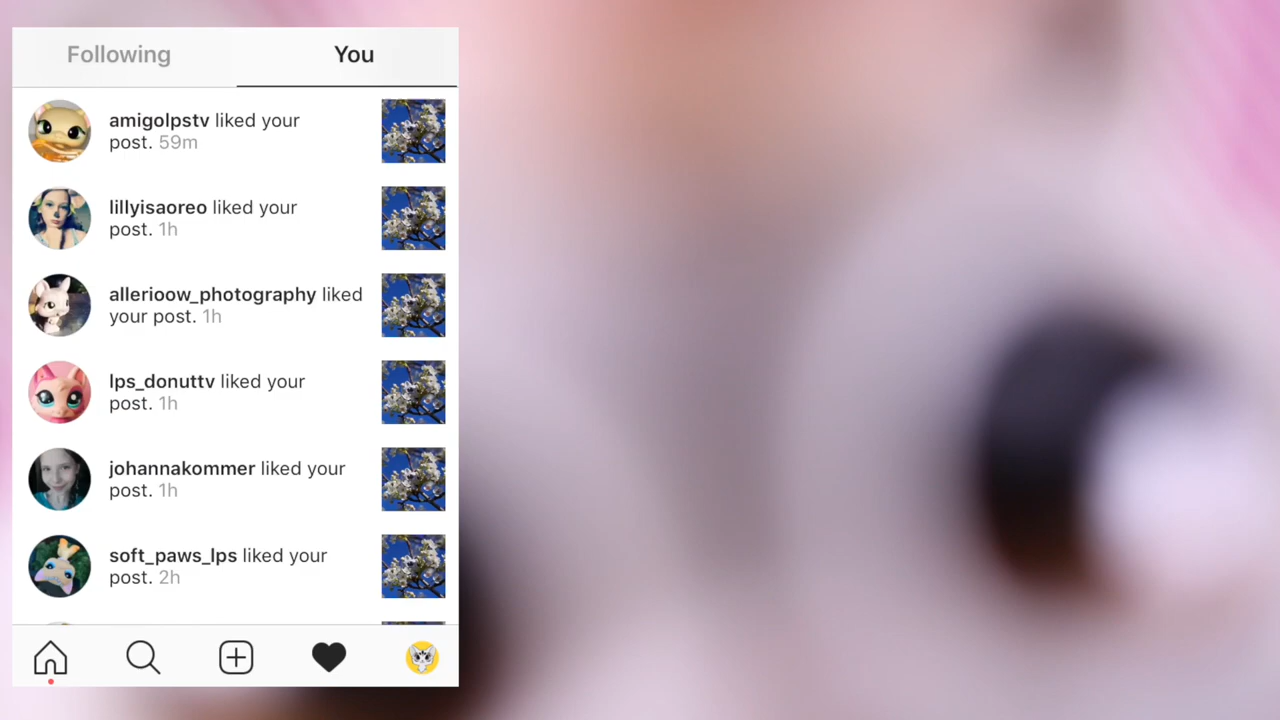 Following
You
amigolpstv liked your
post. 59m
lillyisaoreo liked your
post. 1h
allerioow_photography liked
your post. 1h
lps_donuttv liked your
post. 1h
johannakommer liked your
post. 1h
soft_paws_lps liked your
post. 2h